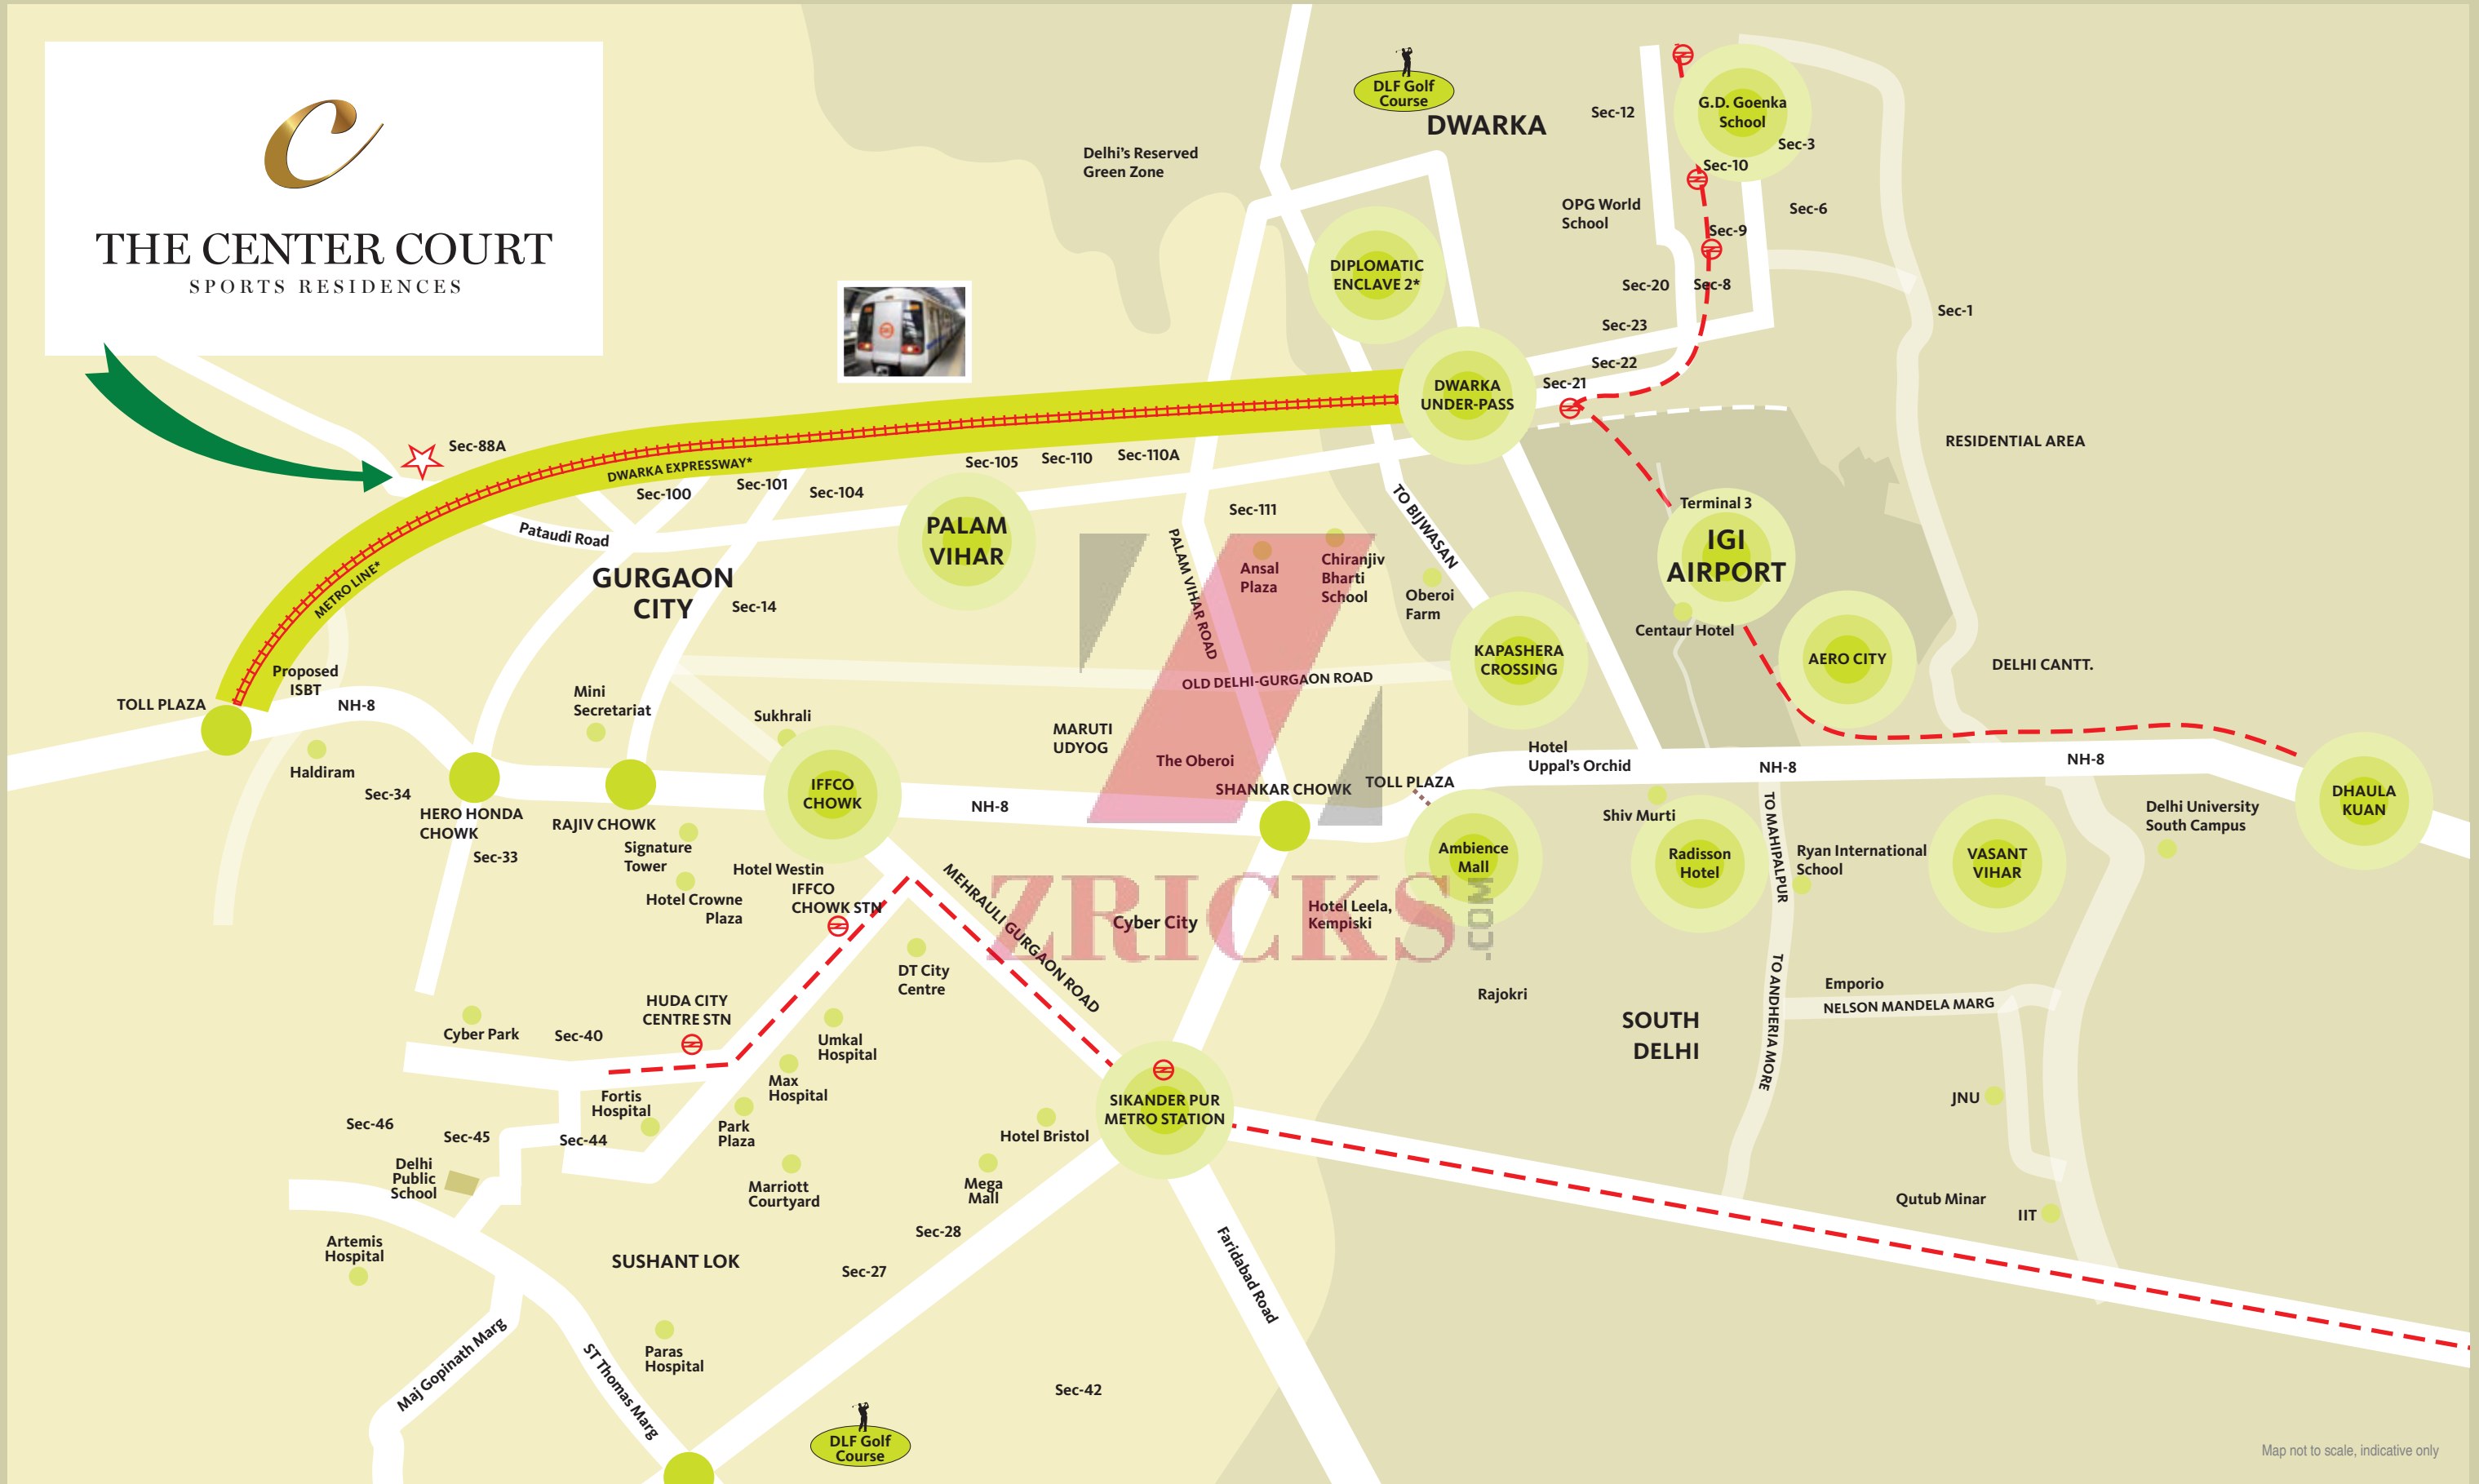 THE CENTER COURT
SPORTS RESIDENCES
DLF Golf
Course
DWARKA
Delhi's Reserved
Green Zone
Sec-12
G.D. Goenka
School
Sec-3
Sec-10
OPG World
School
Sec-6
Sec-9
DIPLOMATIC
ENCLAVE 2*
Sec-20
Sec-8
Sec-1
Sec-23
Sec-22
Sec-21
DWARKA
UNDER-PASS
RESIDENTIAL AREA
Sec-88A
DWARKA EXPRESSWAY*
METRO LINE*
Sec-100
Sec-101
Sec-104
Sec-105
Sec-110
Sec-110A
Pataudi Road
PALAM
VIHAR
Sec-111
TO BIJWASAN
PALAM VIHAR ROAD
Terminal 3
IGI
AIRPORT
GURGAON
CITY
Sec-14
Ansal
Plaza
Chiranjiv
Bharti
School
Oberoi
Farm
Centaur Hotel
KAPASHERA
CROSSING
AERO CITY
DELHI CANTT.
OLD DELHI-GURGAON ROAD
Proposed
ISBT
TOLL PLAZA
NH-8
Mini
Secretariat
Sukhrali
MARUTI
UDYOG
The Oberoi
Hotel
Uppal's Orchid
NH-8
NH-8
Haldiram
Sec-34
HERO HONDA
CHOWK
RAJIV CHOWK
IFFCO
CHOWK
NH-8
SHANKAR CHOWK
TOLL PLAZA
DHAULA
KUAN
Sec-33
Signature
Tower
Hotel Westin
Hotel Crowne
Plaza
IFFCO
CHOWK STN
MEHRAULI GURGAON ROAD
Ambience
Mall
Shiv Murti
Radisson
Hotel
TO MAHIPALPUR
Ryan International
School
VASANT
VIHAR
Delhi University
South Campus
ZRICKS
.COM
Cyber City
Hotel Leela,
Kempiski
DT City
Centre
Rajokri
TO ANDHERIA MORE
Emporio
NELSON MANDELA MARG
SOUTH
DELHI
HUDA CITY
CENTRE STN
Cyber Park
Sec-40
Umkal
Hospital
Max
Hospital
Fortis
Hospital
Park
Plaza
SIKANDER PUR
METRO STATION
Hotel Bristol
JNU
Sec-46
Sec-45
Sec-44
Delhi
Public
School
Marriott
Courtyard
Mega
Mall
Qutub Minar
IIT
Artemis
Hospital
SUSHANT LOK
Sec-28
Sec-27
Faridabad Road
Maj Gopinath Marg
ST Thomas Marg
Paras
Hospital
Sec-42
DLF Golf
Course
Map not to scale, indicative only